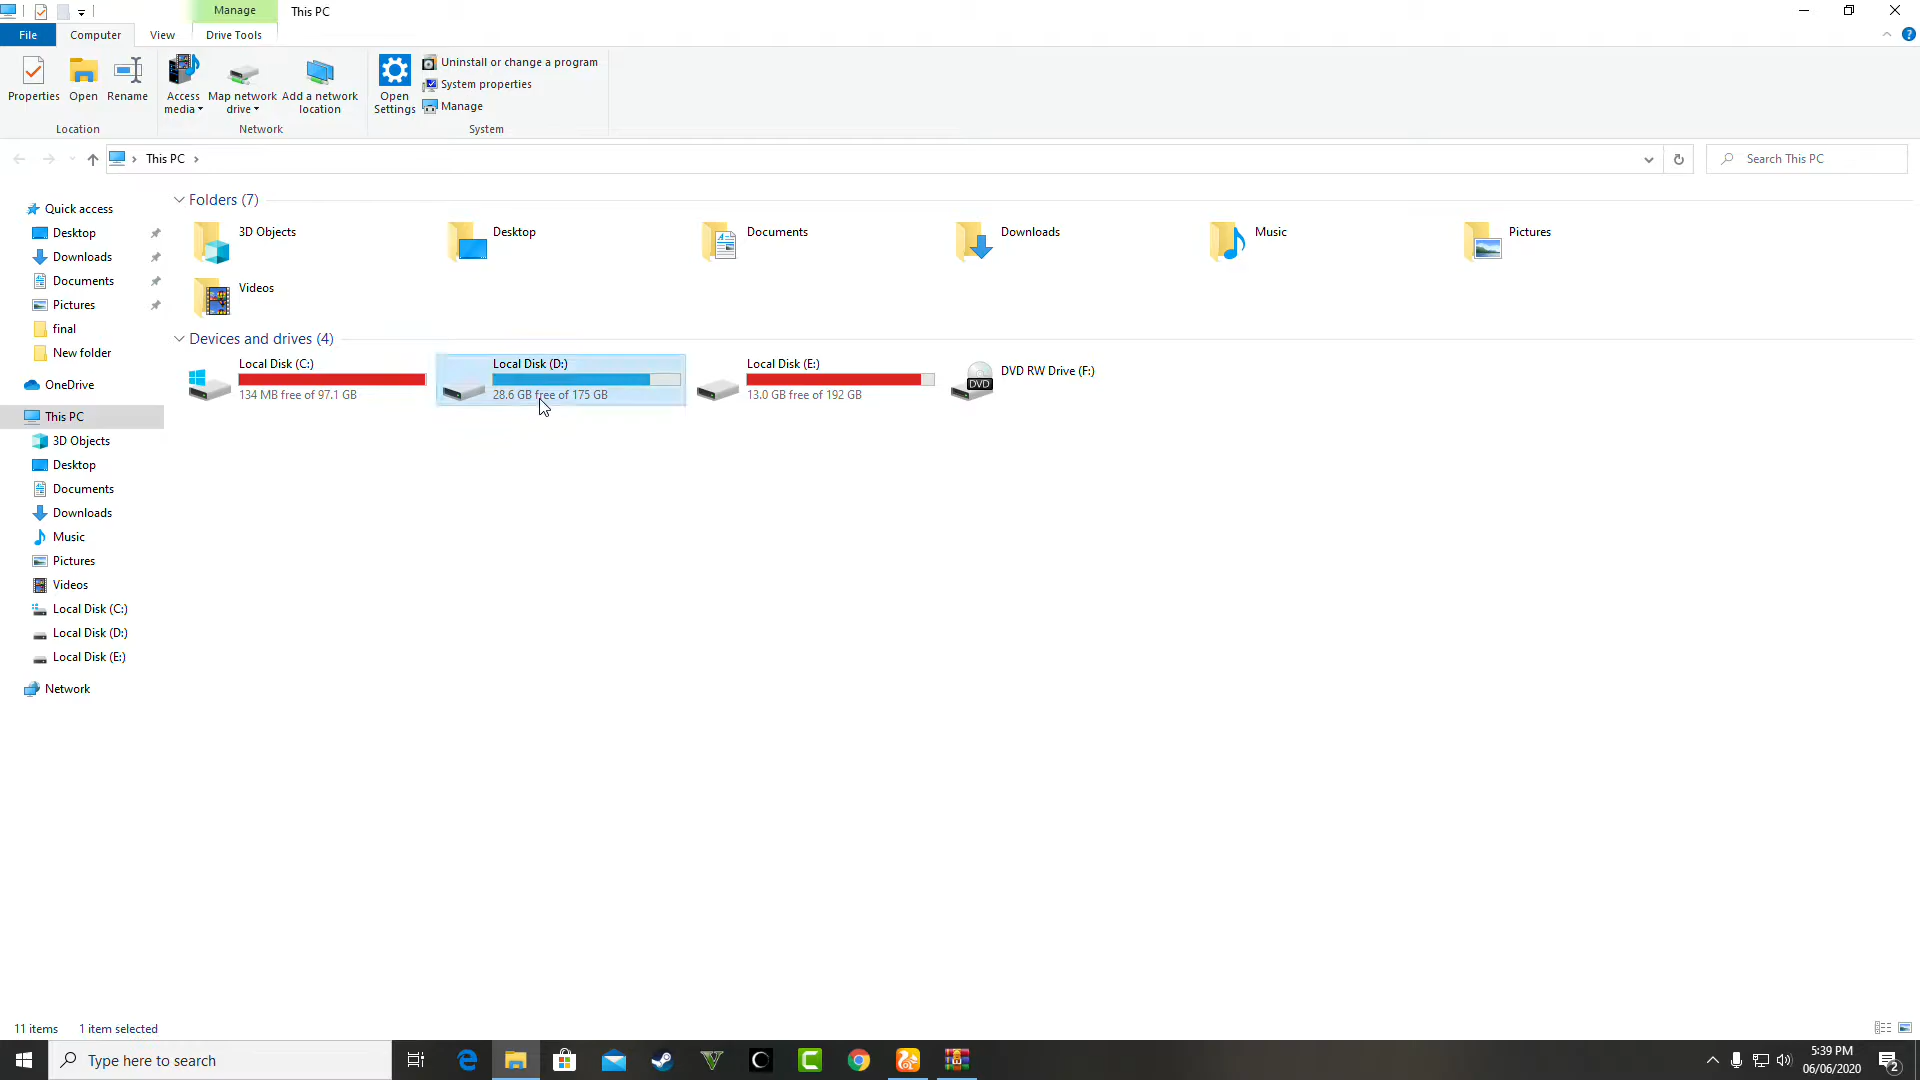 Manage
This PC
File
Computer
View
Drive Tools
Properties
Open
Rename
Access media
Map network drive
Add a network location
Open Settings
Uninstall or change a program
System properties
Manage
Location
Network
System
This PC
Search This PC
Quick access
Desktop
Downloads
Documents
Pictures
final
New folder
OneDrive
This PC
3D Objects
Desktop
Documents
Downloads
Music
Pictures
Videos
Local Disk (C:)
Local Disk (D:)
Local Disk (E:)
Network
Folders (7)
3D Objects
Desktop
Documents
Downloads
Music
Pictures
Videos
Devices and drives (4)
Local Disk (C:)
134 MB free of 97.1 GB
Local Disk (D:)
28.6 GB free of 175 GB
Local Disk (E:)
13.0 GB free of 192 GB
DVD
DVD RW Drive (F:)
11 items
1 item selected
Type here to search
5:39 PM
06/06/2020
2